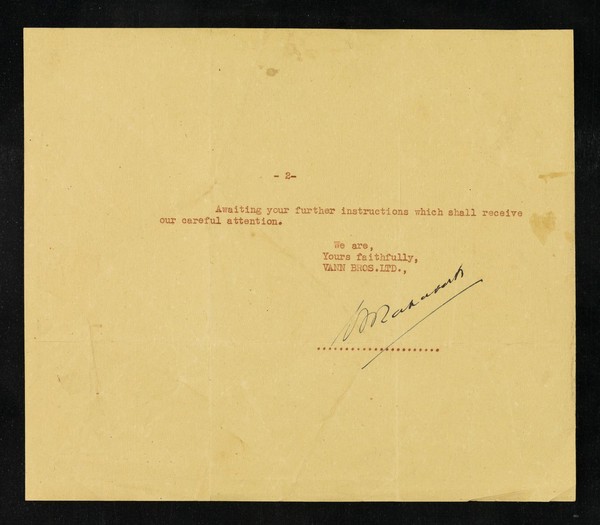 - 2-
Awaiting your further instructions which shall receive
our careful attention.
We are,
Yours faithfully,
VANN BROS.LTD.,